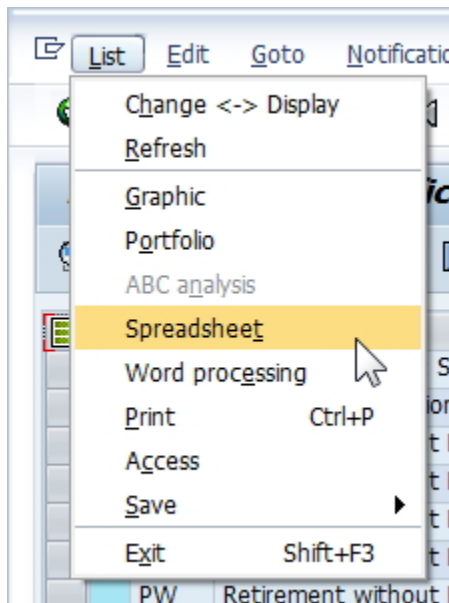 List Edit Goto Notificatio
Change <-> Display
Refresh
Graphic
Portfolio
ABC analysis
Spreadsheet
Word processing
Print Ctrl+P
Access
Save
Exit Shift+F3
PW Retirement without